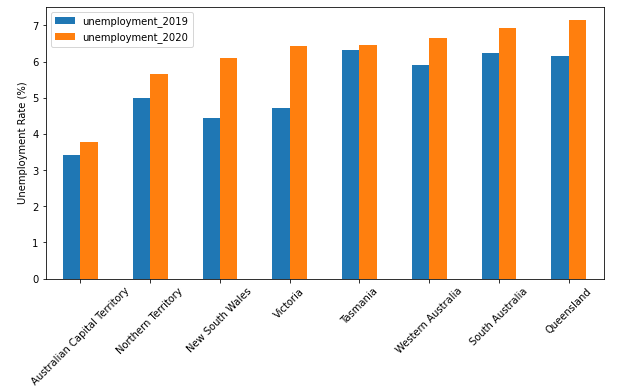 unemployment_2019
unemployment_2020
Unemployment Rate (%)
7
6
5
4
3
2
1
0
Australian Capital Territory
Northern Territory
New South Wales
Victoria
Tasmania
Western Australia
South Australia
Queensland